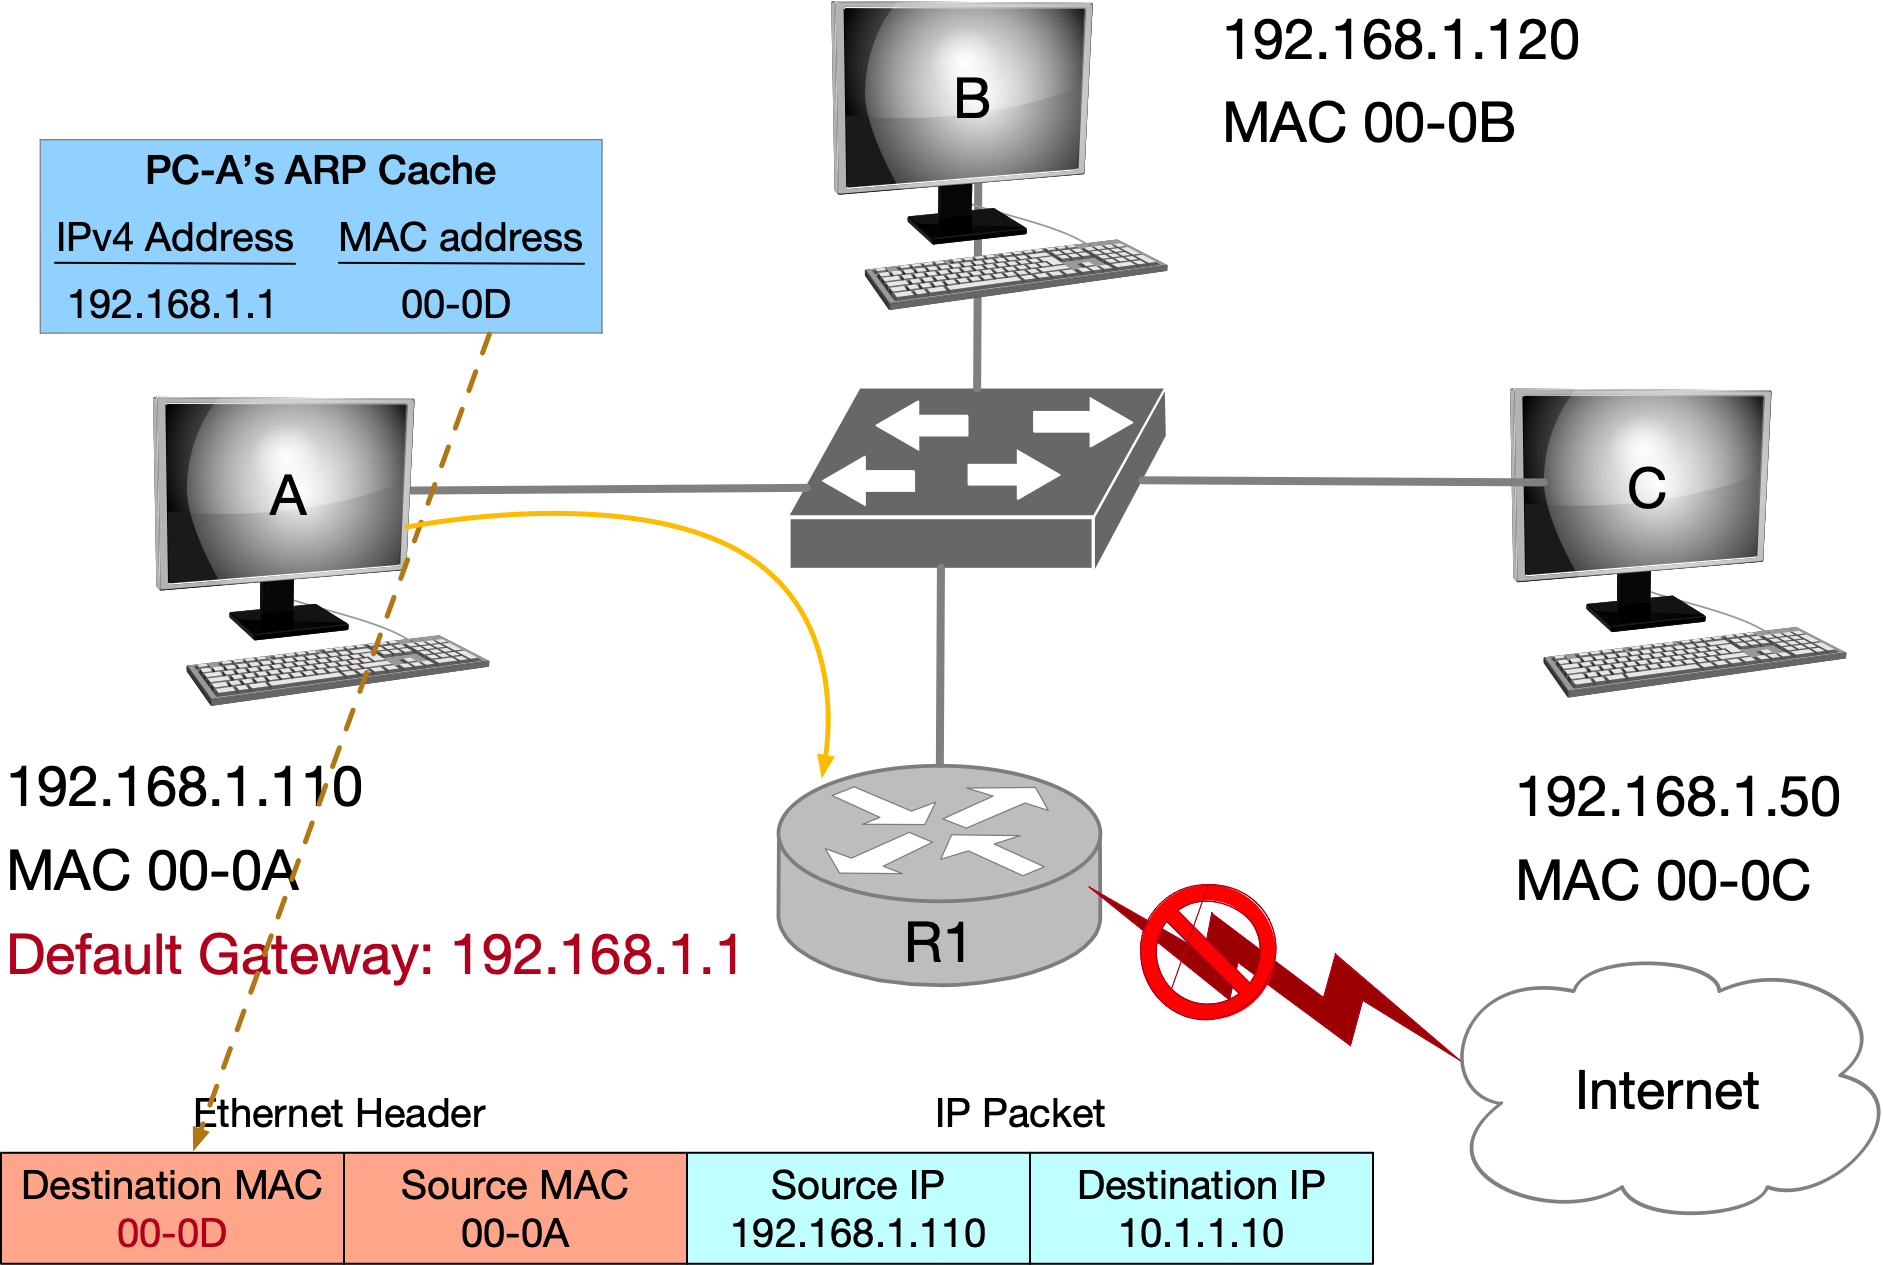 B
192.168.1.120
MAC 00-0B
PC-A’s ARP Cache
IPv4 Address MAC address
192.168.1.1 00-0D
A
C
192.168.1.110
MAC 00-0A
Default Gateway: 192.168.1.1
192.168.1.50
MAC 00-0C
R1
Internet
Ethernet Header
IP Packet
Destination MAC
00-0D
Source MAC
00-0A
Source IP
192.168.1.110
Destination IP
10.1.1.10